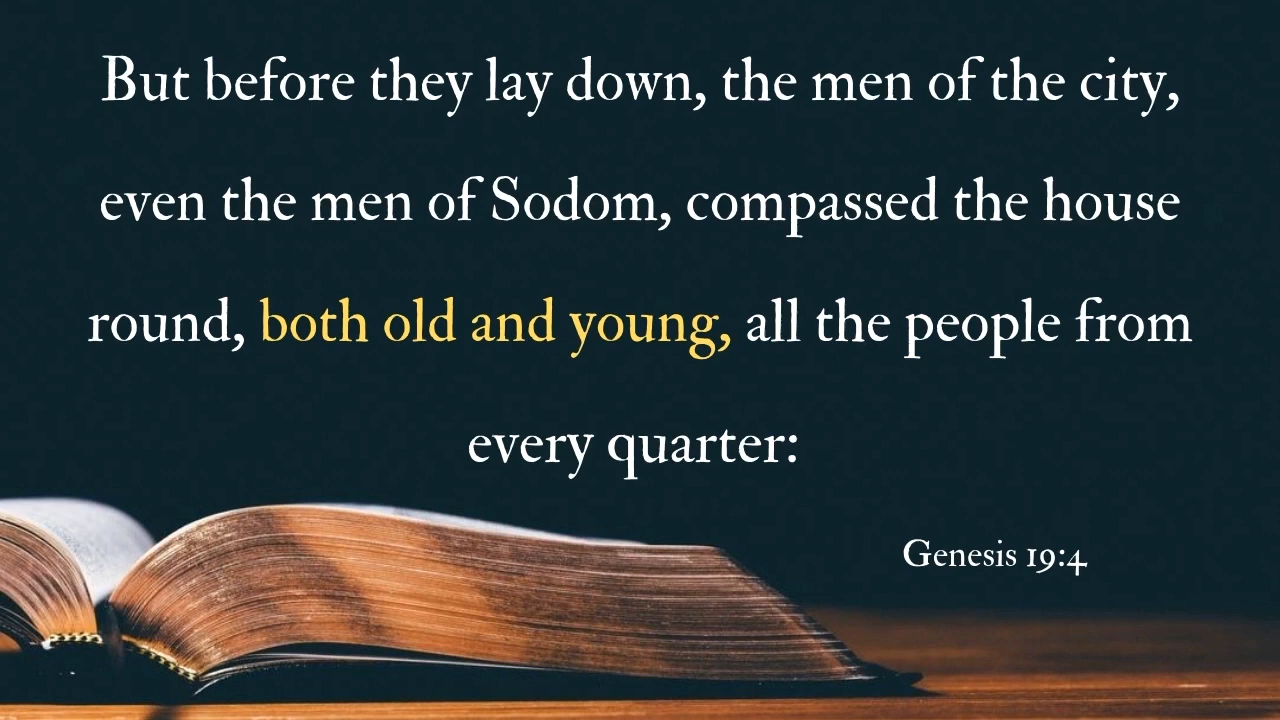 But before they lay down, the men of the city,
even the men of Sodom, compassed the house
round, both old and young, all the people from
every quarter:
Genesis 19:4